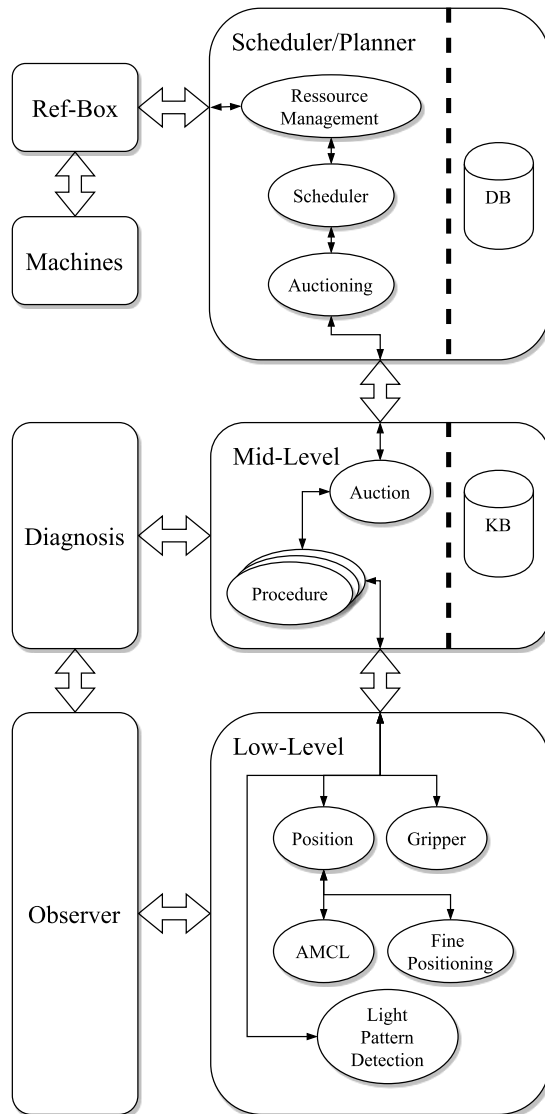 Scheduler/Planner
Ref-Box
Ressource
Management
Scheduler
DB
Machines
Auctioning
Mid-Level
Auction
KB
Diagnosis
Procedure
Low-Level
Position
Gripper
Observer
AMCL
Fine
Positioning
Light
Pattern
Detection